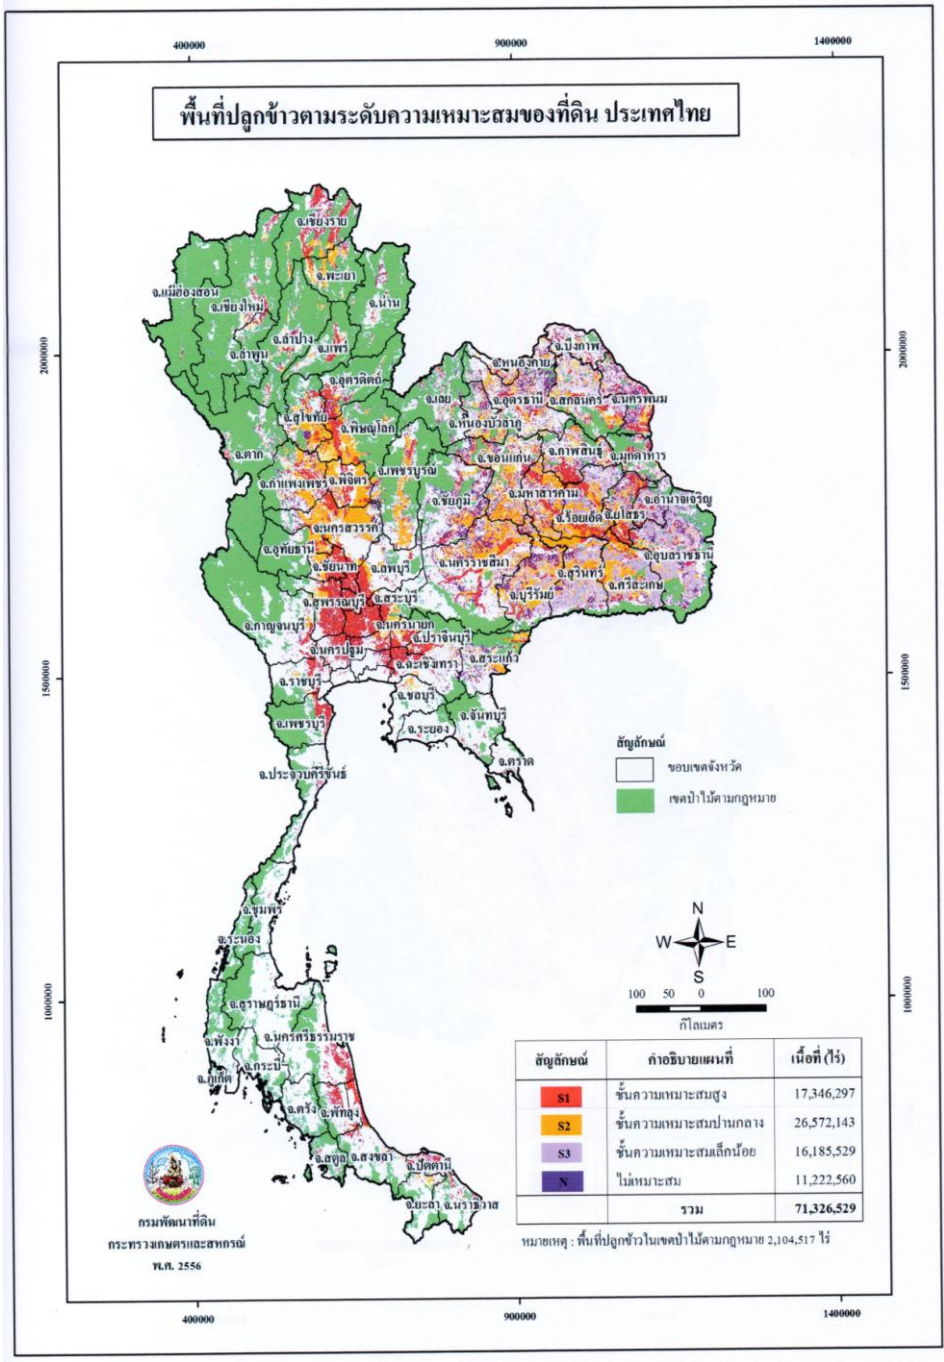 400000 900000 1400000
พื้นที่ปลูกข้าวตามระดับความเหมาะสมของที่ดิน ประเทศไทย
จ.เชียงราย
จ.พะเยา
จ.แม่ฮ่องสอน
จ.เชียงใหม่
จ.น่าน
จ.ลำปาง
จ.ลำพูน
จ.แพร่
2000000
2000000
จ.บึงกาฬ
จ.หนองคาย
จ.อุตรดิตถ์
จ.เลย
จ.อุดรธานี
จ.สกลนคร
จ.นครพนม
จ.สุโขทัย
จ.พิษณุโลก
จ.หนองบัวลำภู
จ.ตาก
จ.เพชรบูรณ์
จ.ขอนแก่น
จ.กาฬสินธุ์
จ.มุกดาหาร
จ.กำแพงเพชร
จ.พิจิตร
จ.ชัยภูมิ
จ.มหาสารคาม
จ.อำนาจเจริญ
จ.ร้อยเอ็ด
จ.ยโสธร
จ.นครสวรรค์
จ.อุทัยธานี
จ.ชัยนาท
จ.ลพบุรี
จ.นครราชสีมา
จ.สุรินทร์
จ.อุบลราชธานี
จ.ศรีสะเกษ
จ.บุรีรัมย์
จ.สุพรรณบุรี
จ.สระบุรี
จ.กาญจนบุรี
จ.นครนายก
จ.ปราจีนบุรี
จ.นครปฐม
จ.ฉะเชิงเทรา
จ.สระแก้ว
1500000
1500000
จ.ราชบุรี
จ.ชลบุรี
จ.เพชรบุรี
จ.ระยอง
จ.จันทบุรี
จ.ตราด
จ.ประจวบคีรีขันธ์
สัญลักษณ์
ขอบเขตจังหวัด
เขตป่าไม้ตามกฎหมาย
จ.ชุมพร
จ.ระนอง
N
W E
S
100 50 0 100
กิโลเมตร
1000000
1000000
จ.สุราษฎร์ธานี
จ.พังงา
จ.นครศรีธรรมราช
จ.กระบี่
จ.ภูเก็ต
จ.ตรัง
จ.พัทลุง
จ.สตูล
จ.สงขลา
จ.ปัตตานี
จ.ยะลา
จ.นราธิวาส
สัญลักษณ์ คำอธิบายแผนที่ เนื้อที่ (ไร่)
S1 ชั้นความเหมาะสมสูง 17,346,297
S2 ชั้นความเหมาะสมปานกลาง 26,572,143
S3 ชั้นความเหมาะสมเล็กน้อย 16,185,529
N ไม่เหมาะสม 11,222,560
รวม 71,326,529
หมายเหตุ : พื้นที่ปลูกข้าวในเขตป่าไม้ตามกฎหมาย 2,104,517 ไร่
กรมพัฒนาที่ดิน
กระทรวงเกษตรและสหกรณ์
พ.ศ. 2556
400000 900000 1400000